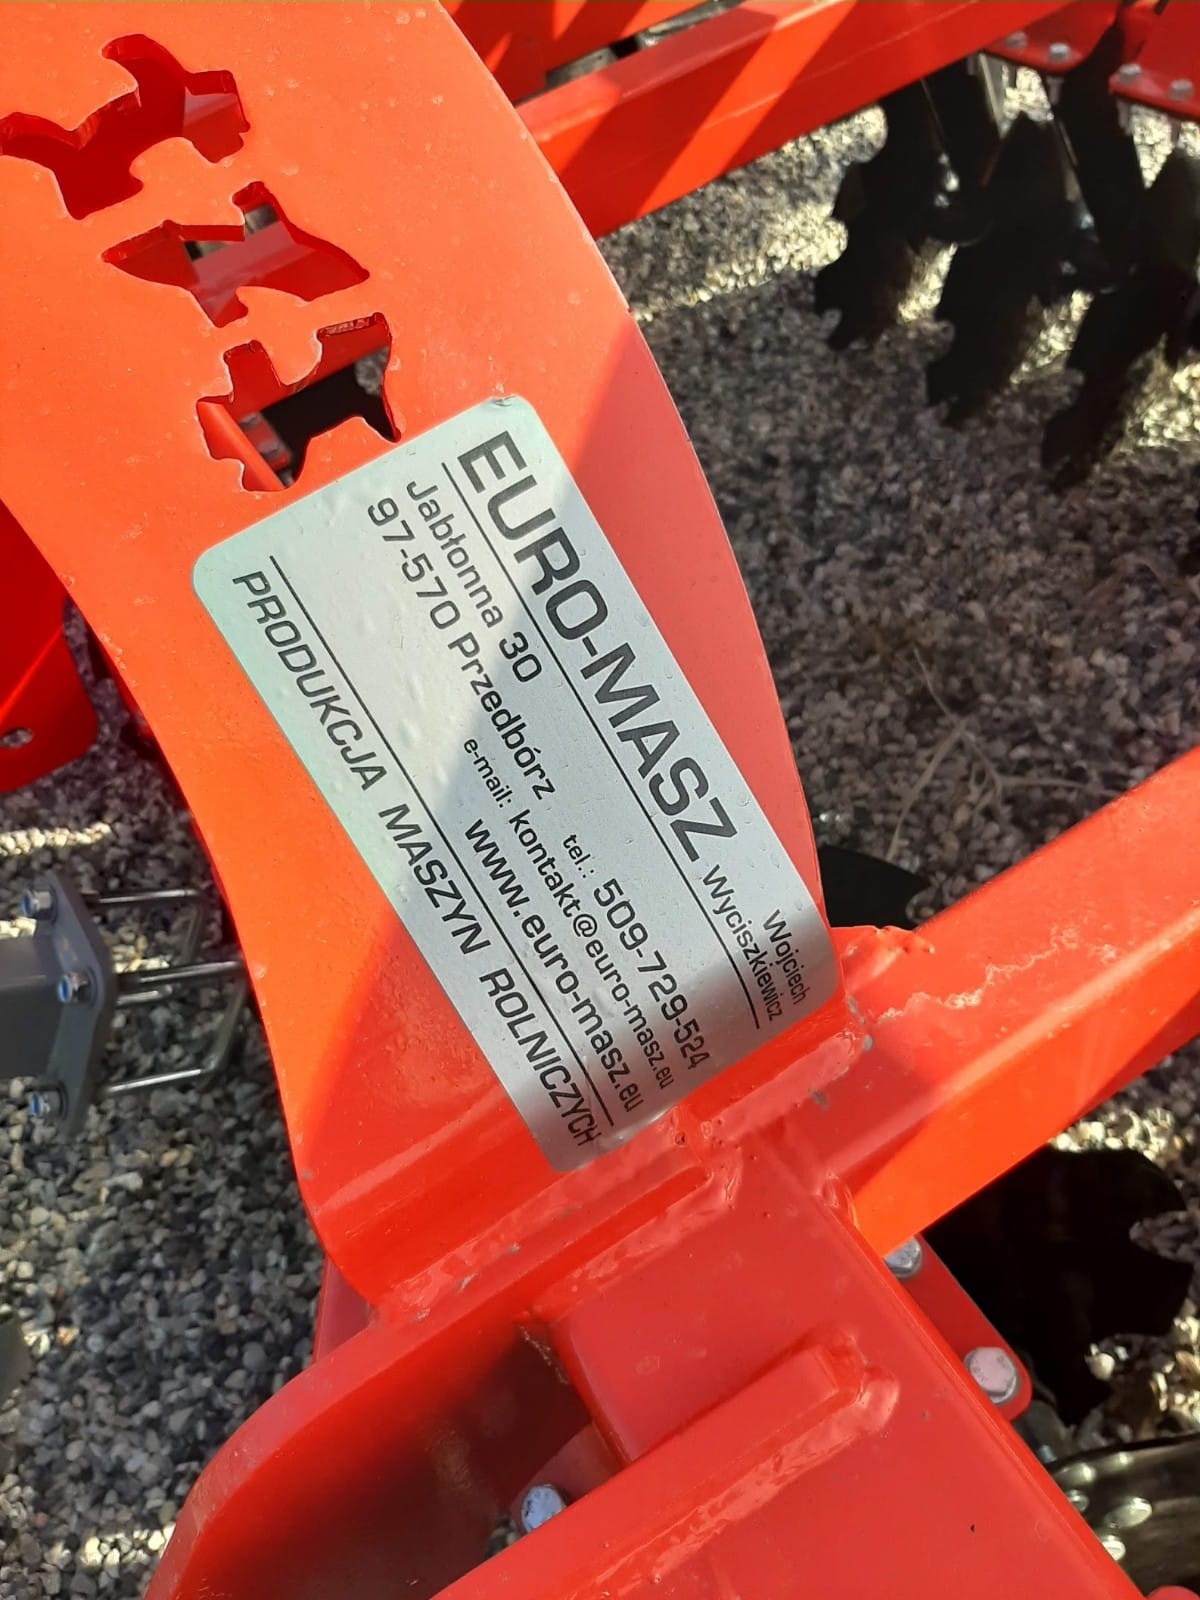 EURO-MASZ Wojciech Wyciszkiewicz
Jabłonna 30
97-570 Przedbórz
tel.: 509-729-524
e-mail: kontakt@euro-masz.eu
www.euro-masz.eu
PRODUKCJA MASZYN ROLNICZYCH